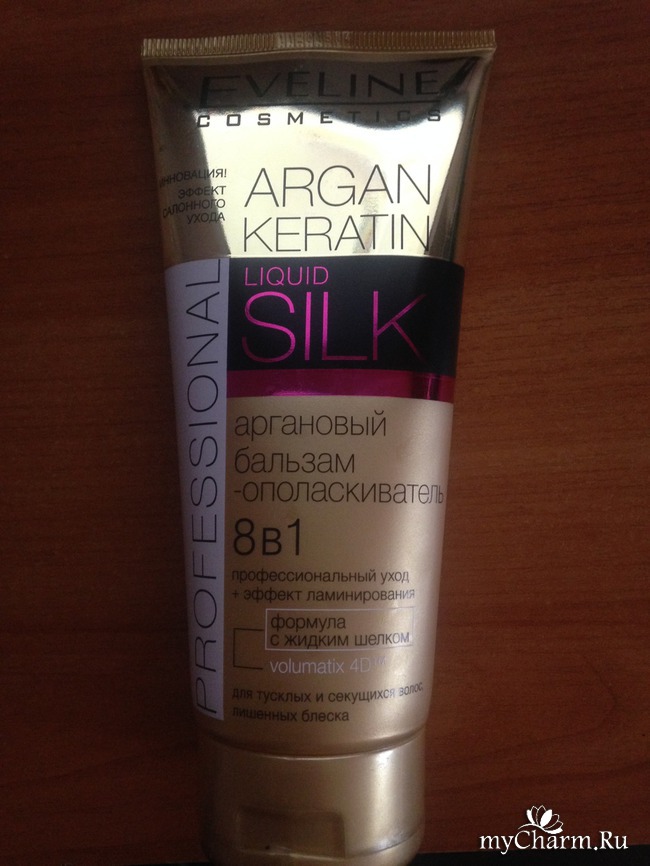 EVELINE
COSMETICS
ИННОВАЦИЯ!
ЭФФЕКТ
САЛОННОГО
УХОДА
ARGAN
KERATIN
LIQUID
SILK
PROFESSIONAL
аргановый
бальзам
-ополаскиватель
8в1
профессиональный уход
+ эффект ламинирования
формула
с жидким шелком
volumatix 4D
для тусклых и секущихся волос,
лишенных блеска
myCharm.Ru